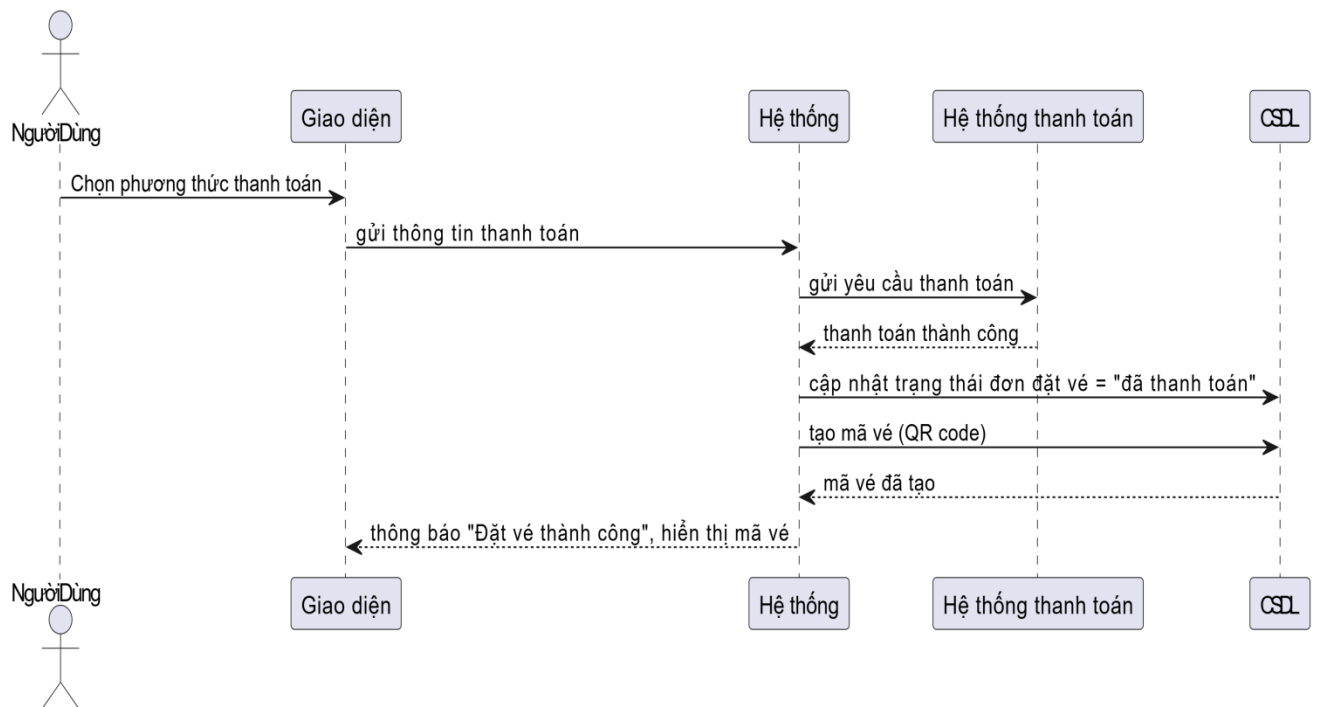 NgườiDùng
Giao diện
Hệ thống
Hệ thống thanh toán
CSDL
Chọn phương thức thanh toán
gửi thông tin thanh toán
gửi yêu cầu thanh toán
thanh toán thành công
cập nhật trạng thái đơn đặt vé = "đã thanh toán"
tạo mã vé (QR code)
mã vé đã tạo
thông báo "Đặt vé thành công", hiển thị mã vé
NgườiDùng
Giao diện
Hệ thống
Hệ thống thanh toán
CSDL